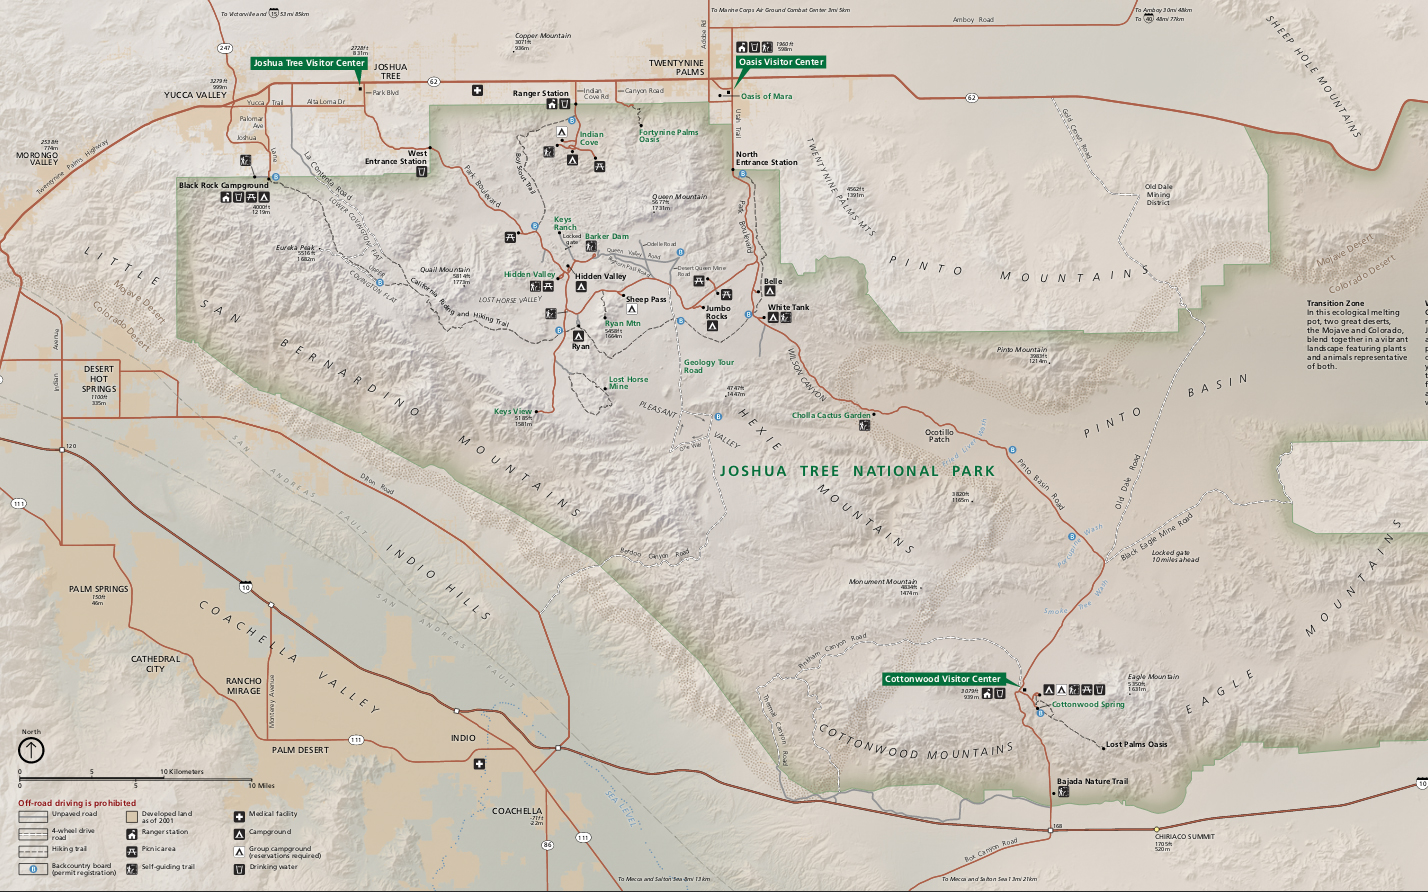 To Victorville and 15 53mi/85km
To Marine Corps Air Ground Combat Center 3mi/5km
To Amboy 30mi/48km
To 40 48mi/77km
Amboy Road
Adobe Rd
SHEEP HOLE MOUNTAINS
247
Copper Mountain
3071ft
936m
2728ft
831m
Joshua Tree Visitor Center
JOSHUA
TREE
62
TWENTYNINE
PALMS
1960ft
598m
Oasis Visitor Center
3279ft
999m
YUCCA VALLEY
Yucca Trail
Alta Loma Dr
Park Blvd
Ranger Station
Indian
Cove Rd
Canyon Road
Oasis of Mara
62
Palomar
Ave
Joshua
Lane
Utah Trail
Gold Crown Road
2538ft
774m
MORONGO
VALLEY
Twentynine Palms Highway
La Contenta Road
LOWER COVINGTON FLAT
West
Entrance Station
Indian
Cove
Fortynine Palms
Oasis
Boy Scout Trail
North
Entrance Station
TWENTYNINE PALMS MTS
4562ft
1391m
Old Dale
Mining
District
Black Rock Campground
4000ft
1219m
Park Boulevard
Queen Mountain
5677ft
1731m
Park Boulevard
Keys
Ranch
Locked
gate
Barker Dam
Odelle Road
Queen Valley Road
Bighorn Pass Road
Desert Queen Mine
Road
Eureka Peak
5516ft
1682m
UPPER
COVINGTON FLAT
Quail Mountain
5814ft
1773m
Hidden Valley
Hidden Valley
California Riding and Hiking Trail
LOST HORSE VALLEY
Sheep Pass
Belle
White Tank
Jumbo
Rocks
Ryan Mtn
5458ft
1664m
Ryan
PINTO MOUNTAINS
Mojave Desert
Colorado Desert
Transition Zone
In this ecological melting
pot, two great deserts,
the Mojave and Colorado,
blend together in a vibrant
landscape featuring plants
and animals representative
of both.
LITTLE SAN BERNARDINO MOUNTAINS
Mojave Desert
Colorado Desert
Indian Avenue
DESERT
HOT
SPRINGS
1100ft
335m
Geology Tour
Road
WILSON CANYON
Pinto Mountain
3983ft
1214m
PINTO BASIN
Lost Horse
Mine
4747ft
1447m
Keys View
5185ft
1581m
PLEASANT
VALLEY
One Way
HEXIE MOUNTAINS
Cholla Cactus Garden
Ocotillo
Patch
Fried Liver Wash
JOSHUA TREE NATIONAL PARK
Pinto Basin Road
Old Dale Road
120
111
SAN ANDREAS FAULT
Dillon Road
3820ft
1165m
Porcupine Wash
Black Eagle Mine Road
Locked gate
10 miles ahead
Berdoo Canyon Road
INDIO HILLS
SAN ANDREAS FAULT
Monument Mountain
4834ft
1474m
Smoke Tree Wash
PALM SPRINGS
150ft
46m
10
COACHELLA VALLEY
EAGLE MOUNTAINS
Pinkham Canyon Road
Thermal Canyon Road
CATHEDRAL
CITY
RANCHO
MIRAGE
Monterey Avenue
Cottonwood Visitor Center
3079ft
939m
Eagle Mountain
5350ft
1631m
Cottonwood Spring
COTTONWOOD MOUNTAINS
Lost Palms Oasis
Bajada Nature Trail
111
PALM DESERT
INDIO
North
0 5 10 Kilometers
0 5 10 Miles
SEA LEVEL
COACHELLA
-71ft
-22m
86
111
168
CHIRIACO SUMMIT
1705ft
520m
10
Box Canyon Road
To Mecca and Salton Sea 8mi 13km
To Mecca and Salton Sea 13mi/21km
Off-road driving is prohibited
Unpaved road
4-wheel drive
road
Hiking trail
Backcountry board
(permit registration)
Developed land
as of 2001
Ranger station
Picnic area
Self-guiding trail
Medical facility
Campground
Group campground
(reservations required)
Drinking water